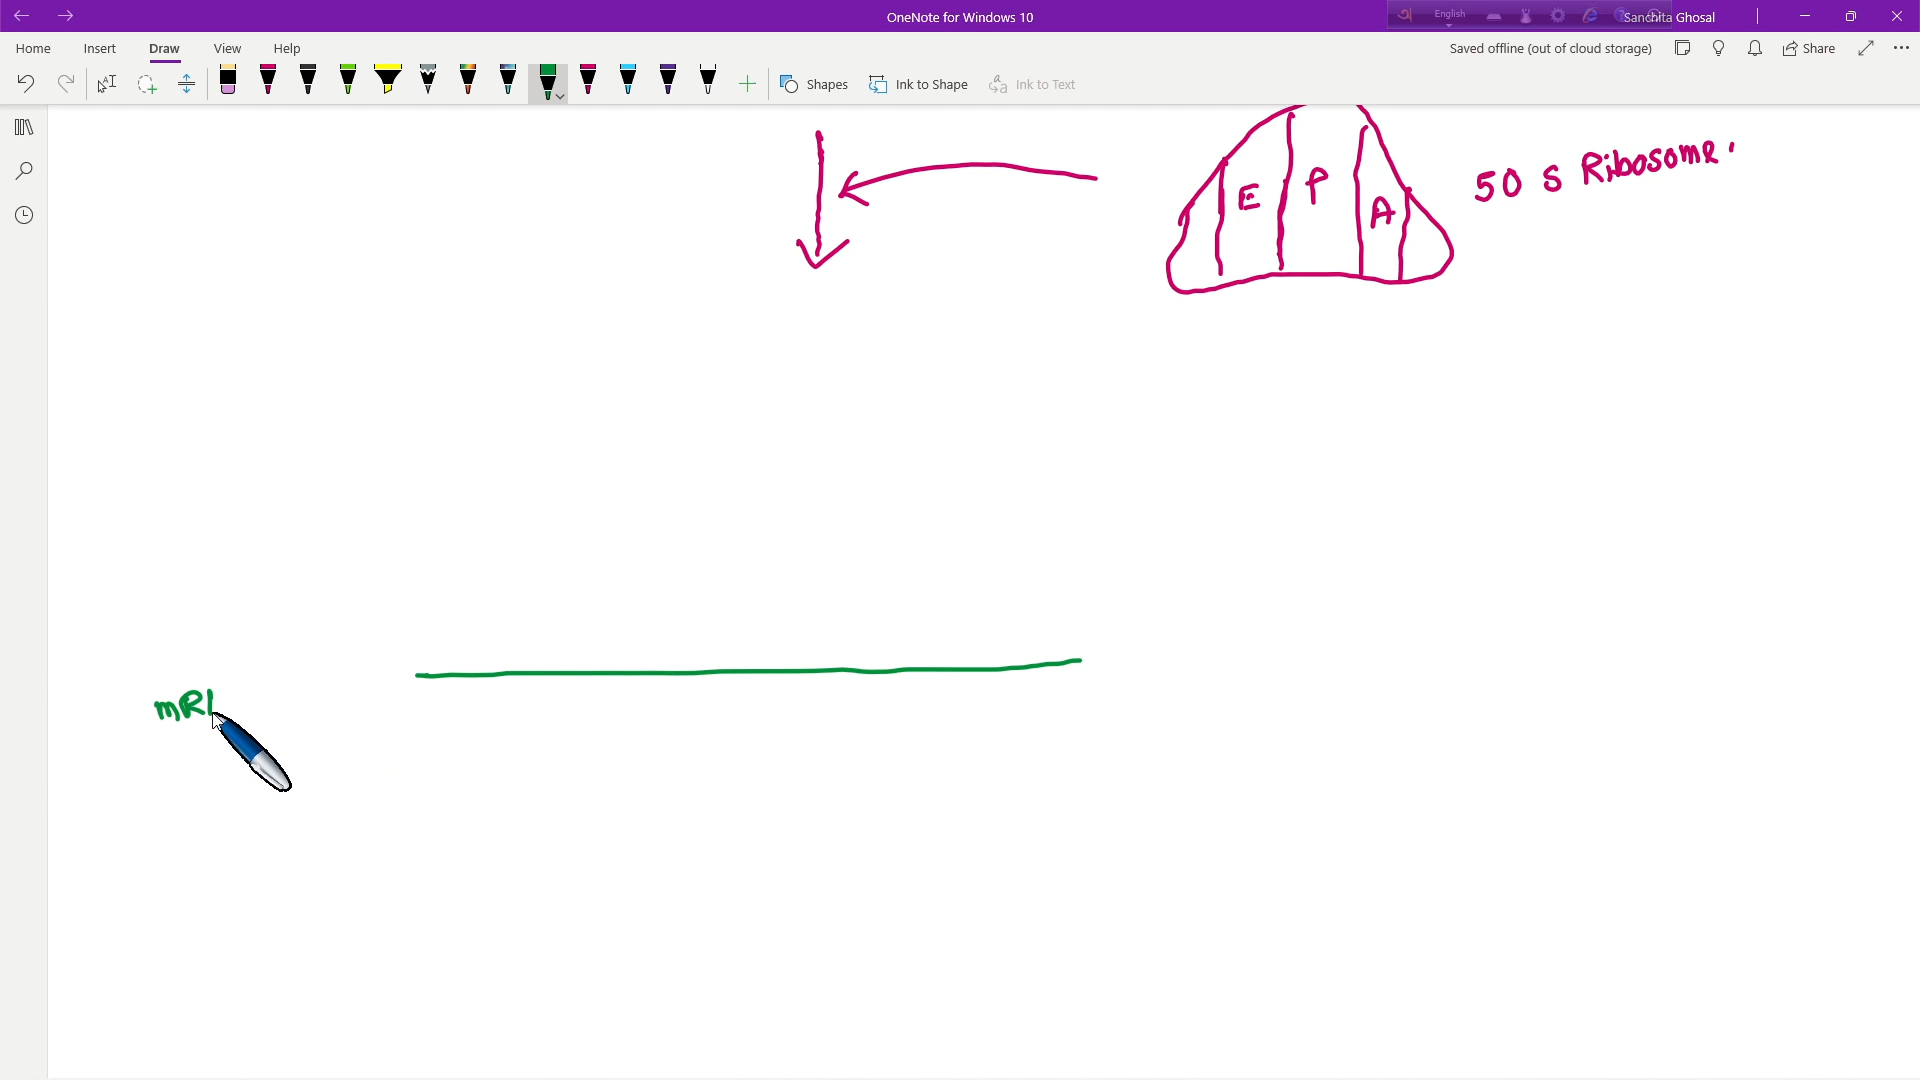 OneNote for Windows 10
English
Sanchita Ghosal
Home Insert Draw View Help
Saved offline (out of cloud storage)
Share
Shapes
Ink to Shape
Ink to Text
E P A
50 S Ribosome.
mRI